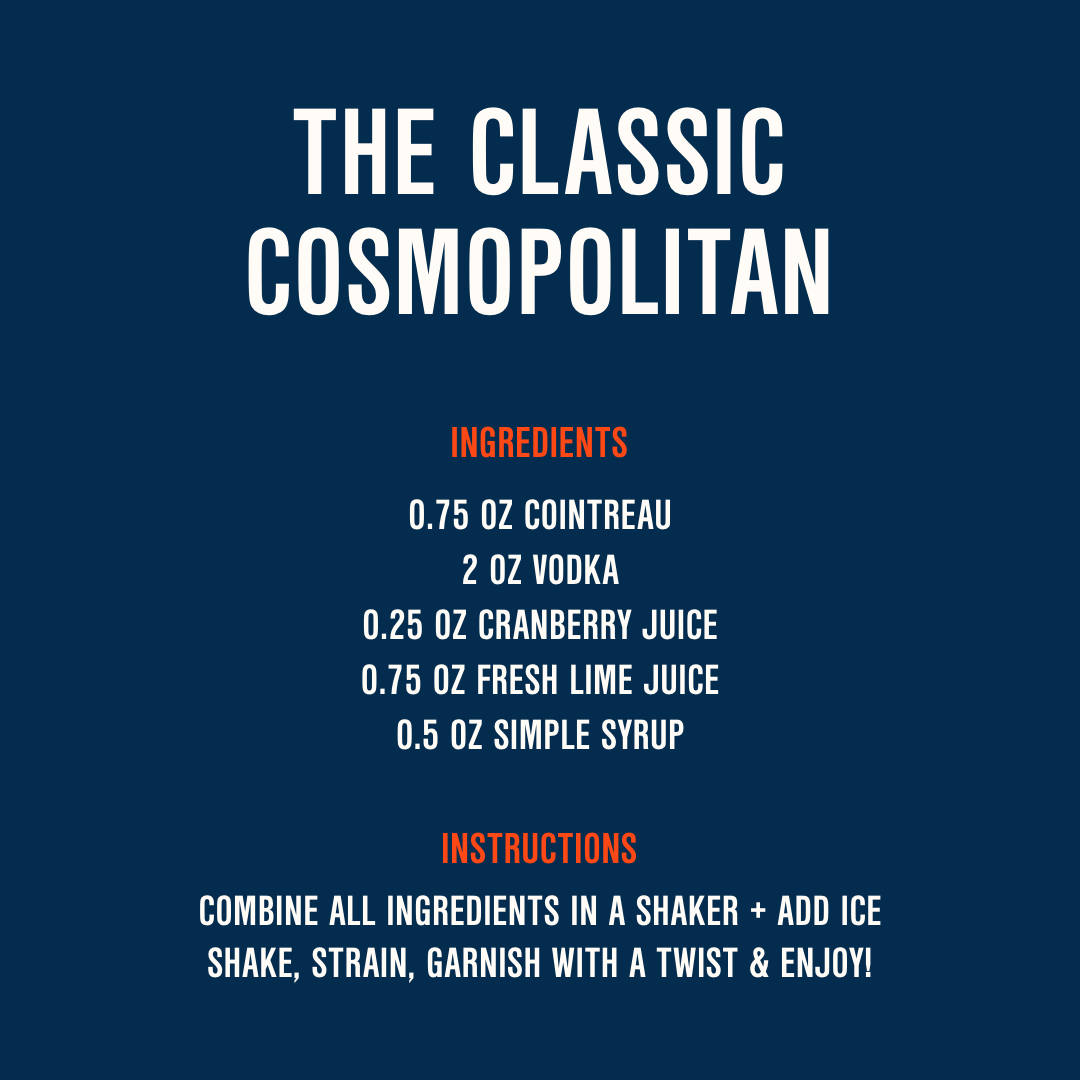 THE CLASSIC
COSMOPOLITAN
INGREDIENTS
0.75 OZ COINTREAU
2 OZ VODKA
0.25 OZ CRANBERRY JUICE
0.75 OZ FRESH LIME JUICE
0.5 OZ SIMPLE SYRUP
INSTRUCTIONS
COMBINE ALL INGREDIENTS IN A SHAKER + ADD ICE
SHAKE, STRAIN, GARNISH WITH A TWIST & ENJOY!